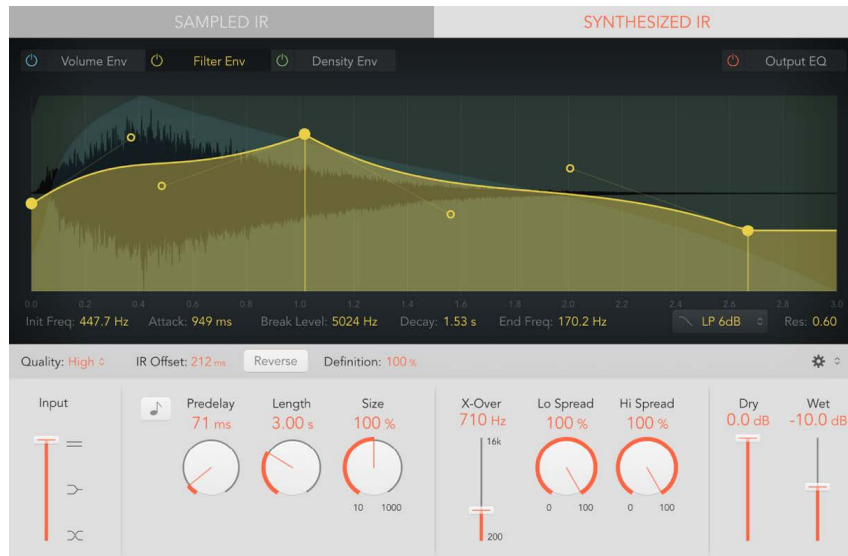 SAMPLED IR SYNTHESIZED IR
Volume Env Filter Env Density Env Output EQ
0.0 0.2 0.4 0.6 0.8 1.0 1.2 1.4 1.6 1.8 2.0 2.2 2.4 2.6 2.8 3.0
Init Freq: 447.7 Hz Attack: 949 ms Break Level: 5024 Hz Decay: 1.53 s End Freq: 170.2 Hz LP 6dB Res: 0.60
Quality: High IR Offset: 212 ms Reverse Definition: 100 %
Input Predelay Length Size X-Over Lo Spread Hi Spread Dry Wet
71 ms 3.00 s 100 % 710 Hz 100 % 100 % 0.0 dB -10.0 dB
16k
10 1000 0 100 0 100
200